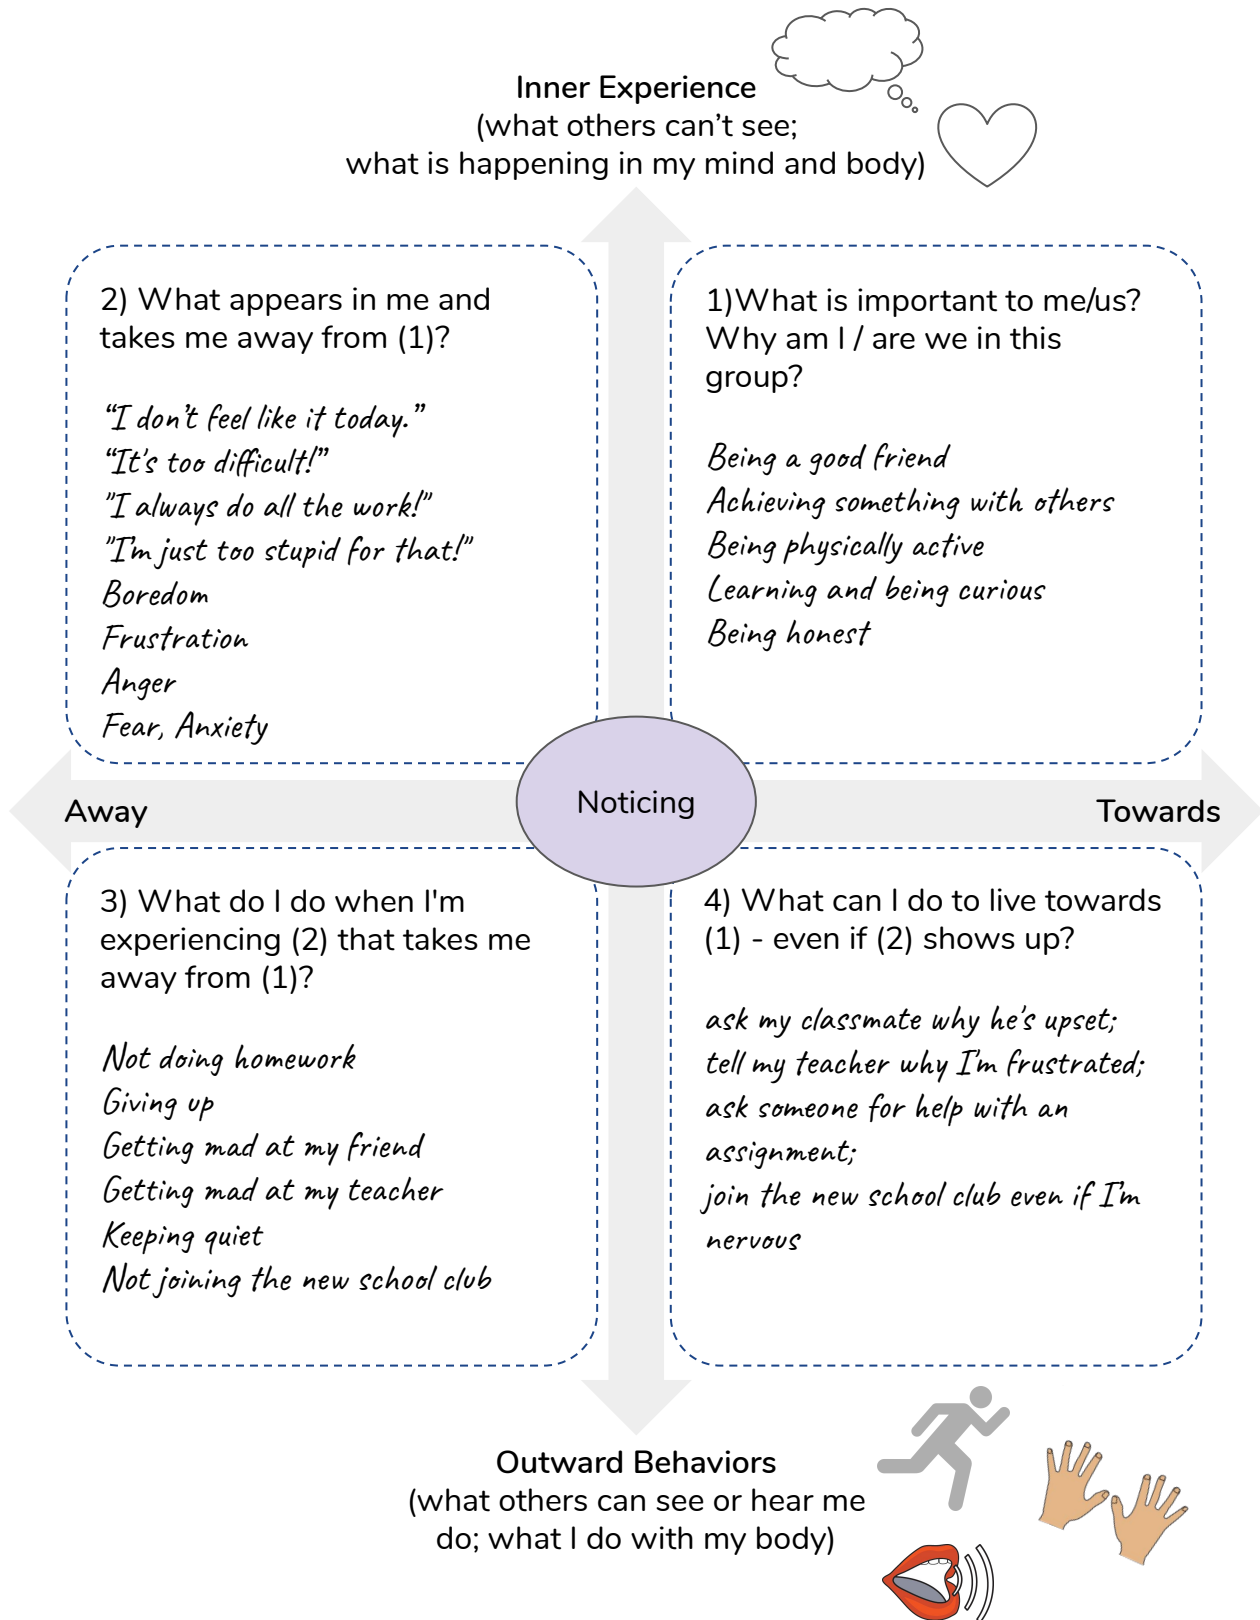 Inner Experience
(what others can’t see;
what is happening in my mind and body)
2) What appears in me and
takes me away from (1)?
“I don’t feel like it today.”
“It's too difficult!”
"I always do all the work!"
"I'm just too stupid for that!"
Boredom
Frustration
Anger
Fear, Anxiety
1)What is important to me/us?
Why am I / are we in this
group?
Being a good friend
Achieving something with others
Being physically active
Learning and being curious
Being honest
Noticing
Away
Towards
3) What do I do when I'm
experiencing (2) that takes me
away from (1)?
Not doing homework
Giving up
Getting mad at my friend
Getting mad at my teacher
Keeping quiet
Not joining the new school club
4) What can I do to live towards
(1) - even if (2) shows up?
ask my classmate why he's upset;
tell my teacher why I'm frustrated;
ask someone for help with an
assignment;
join the new school club even if I'm
nervous
Outward Behaviors
(what others can see or hear me
do; what I do with my body)